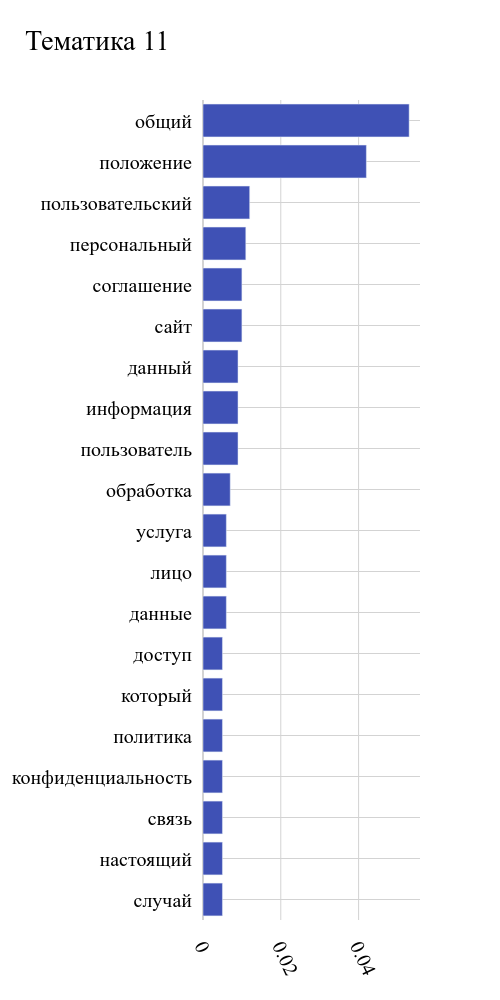 Тематика 11
общий
положение
пользовательский
персональный
соглашение
сайт
данный
информация
пользователь
обработка
услуга
лицо
данные
доступ
который
политика
конфиденциальность
связь
настоящий
случай
0
0.02
0.04